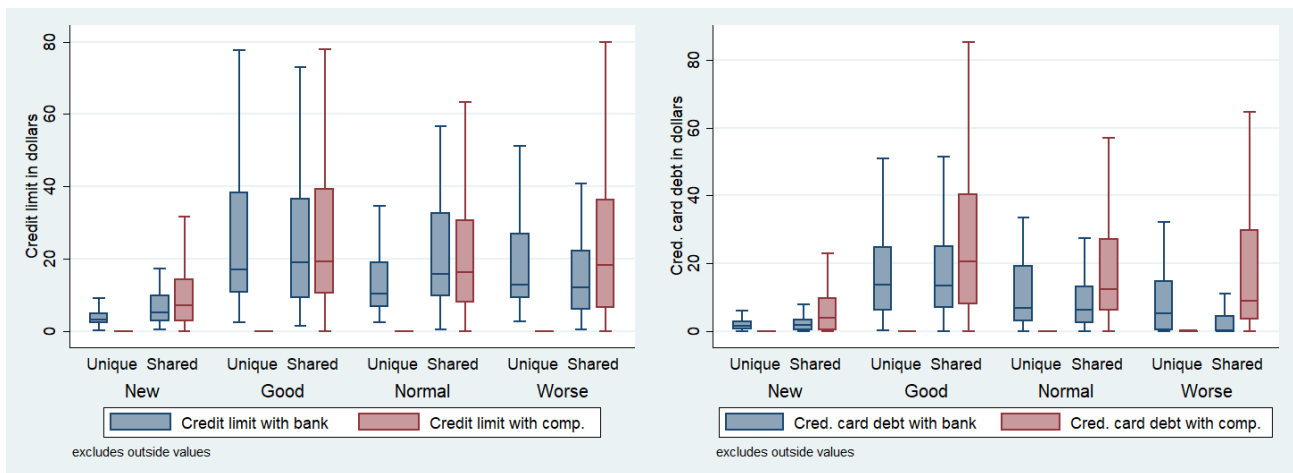 Credit limit in dollars
80
60
40
20
0
Unique Shared Unique Shared Unique Shared Unique Shared
New Good Normal Worse
Credit limit with bank Credit limit with comp.
excludes outside values
Cred. card debt in dollars
80
60
40
20
0
Unique Shared Unique Shared Unique Shared Unique Shared
New Good Normal Worse
Cred. card debt with bank Cred. card debt with comp.
excludes outside values